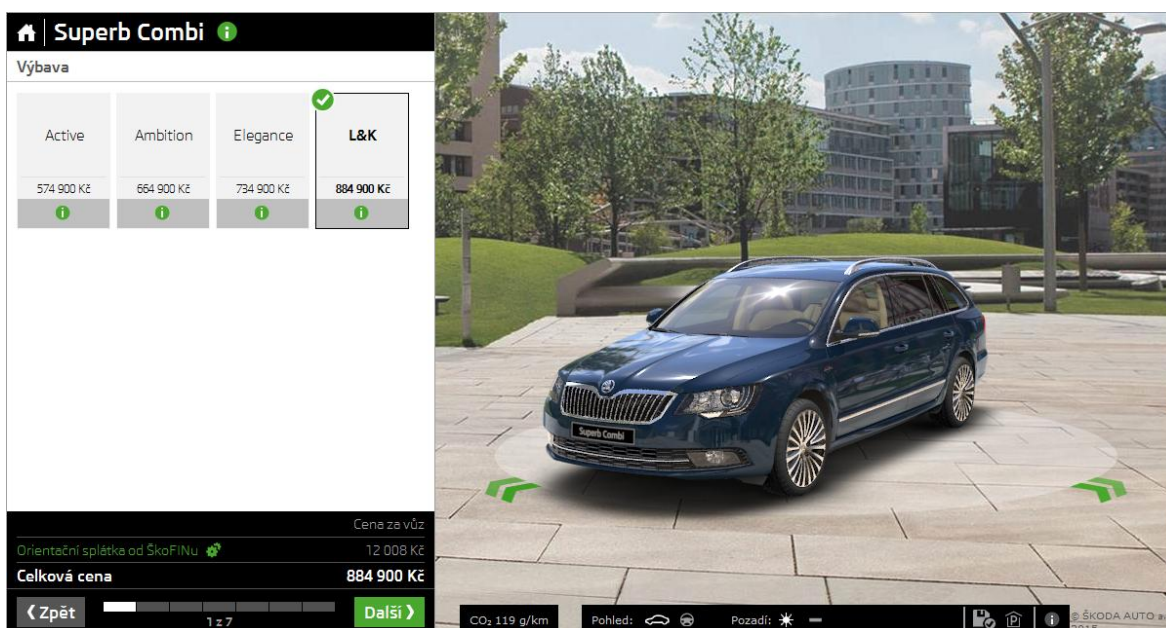 Superb Combi
Výbava
Active Ambition Elegance L&K
574 900 Kč 664 900 Kč 734 900 Kč 884 900 Kč
Superb Combi
Cena za vůz
Orientační splátka od ŠkoFINu 12 008 Kč
Celková cena 884 900 Kč
Zpět 1 z 7 Další
CO₂ 119 g/km Pohled: Pozadí: © ŠKODA AUTO